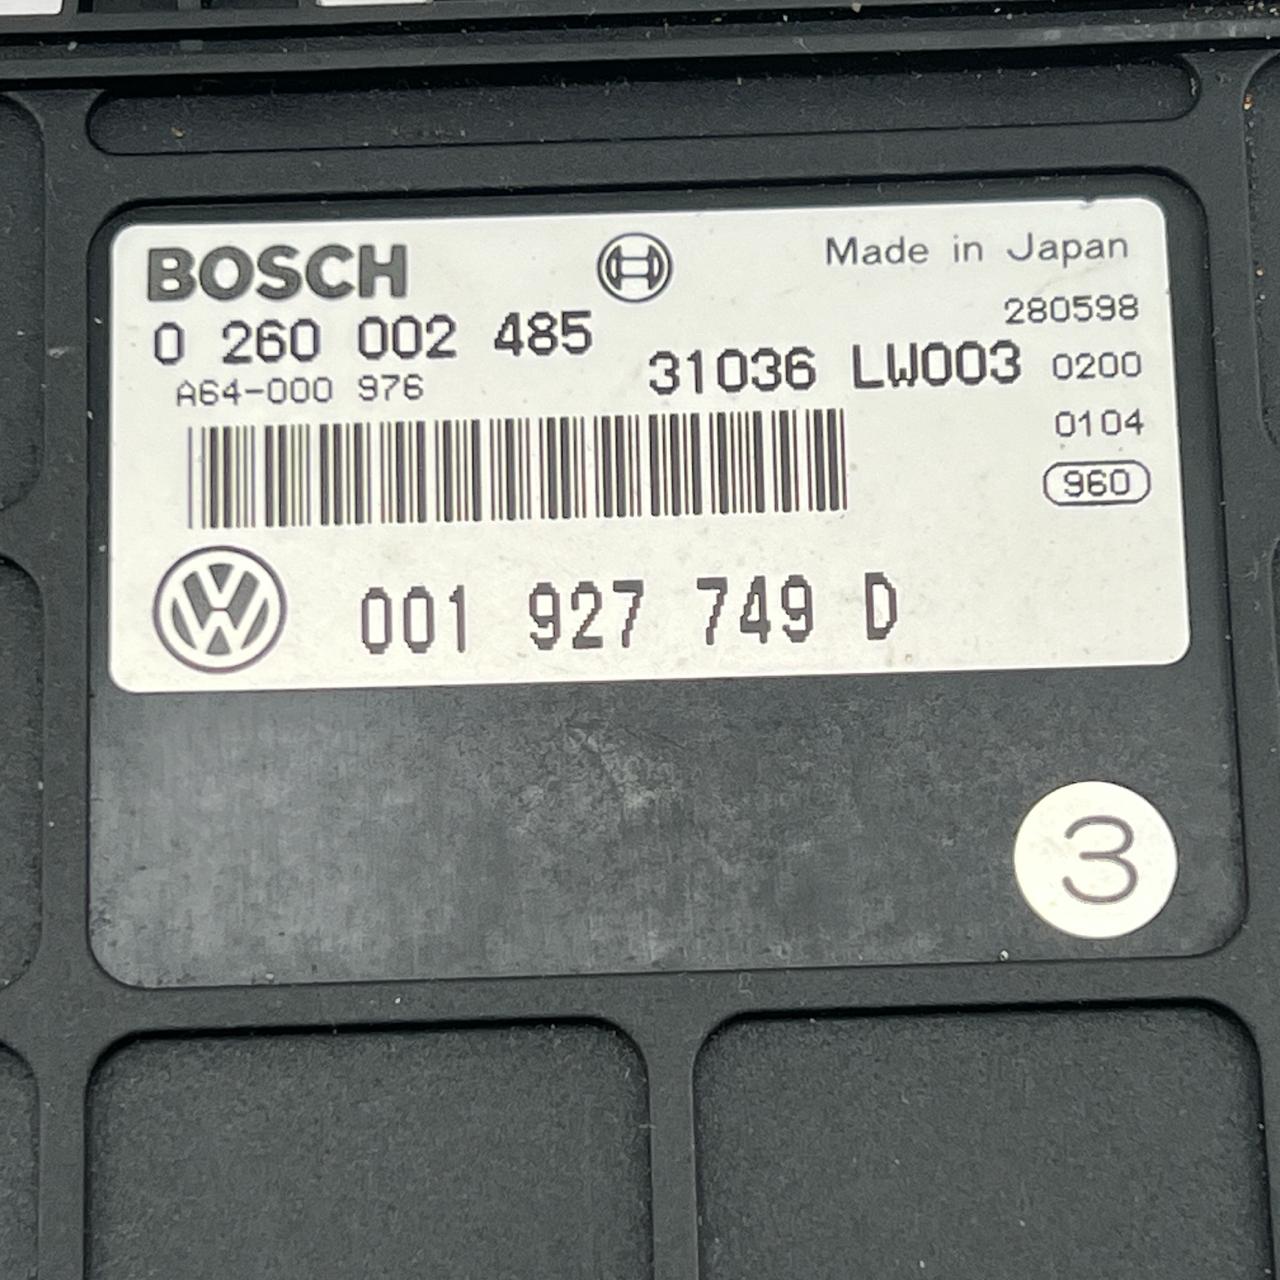 BOSCH
Made in Japan
280598
0 260 002 485
31036 LW003
0200
A64-000 976
0104
960
001 927 749 D
3